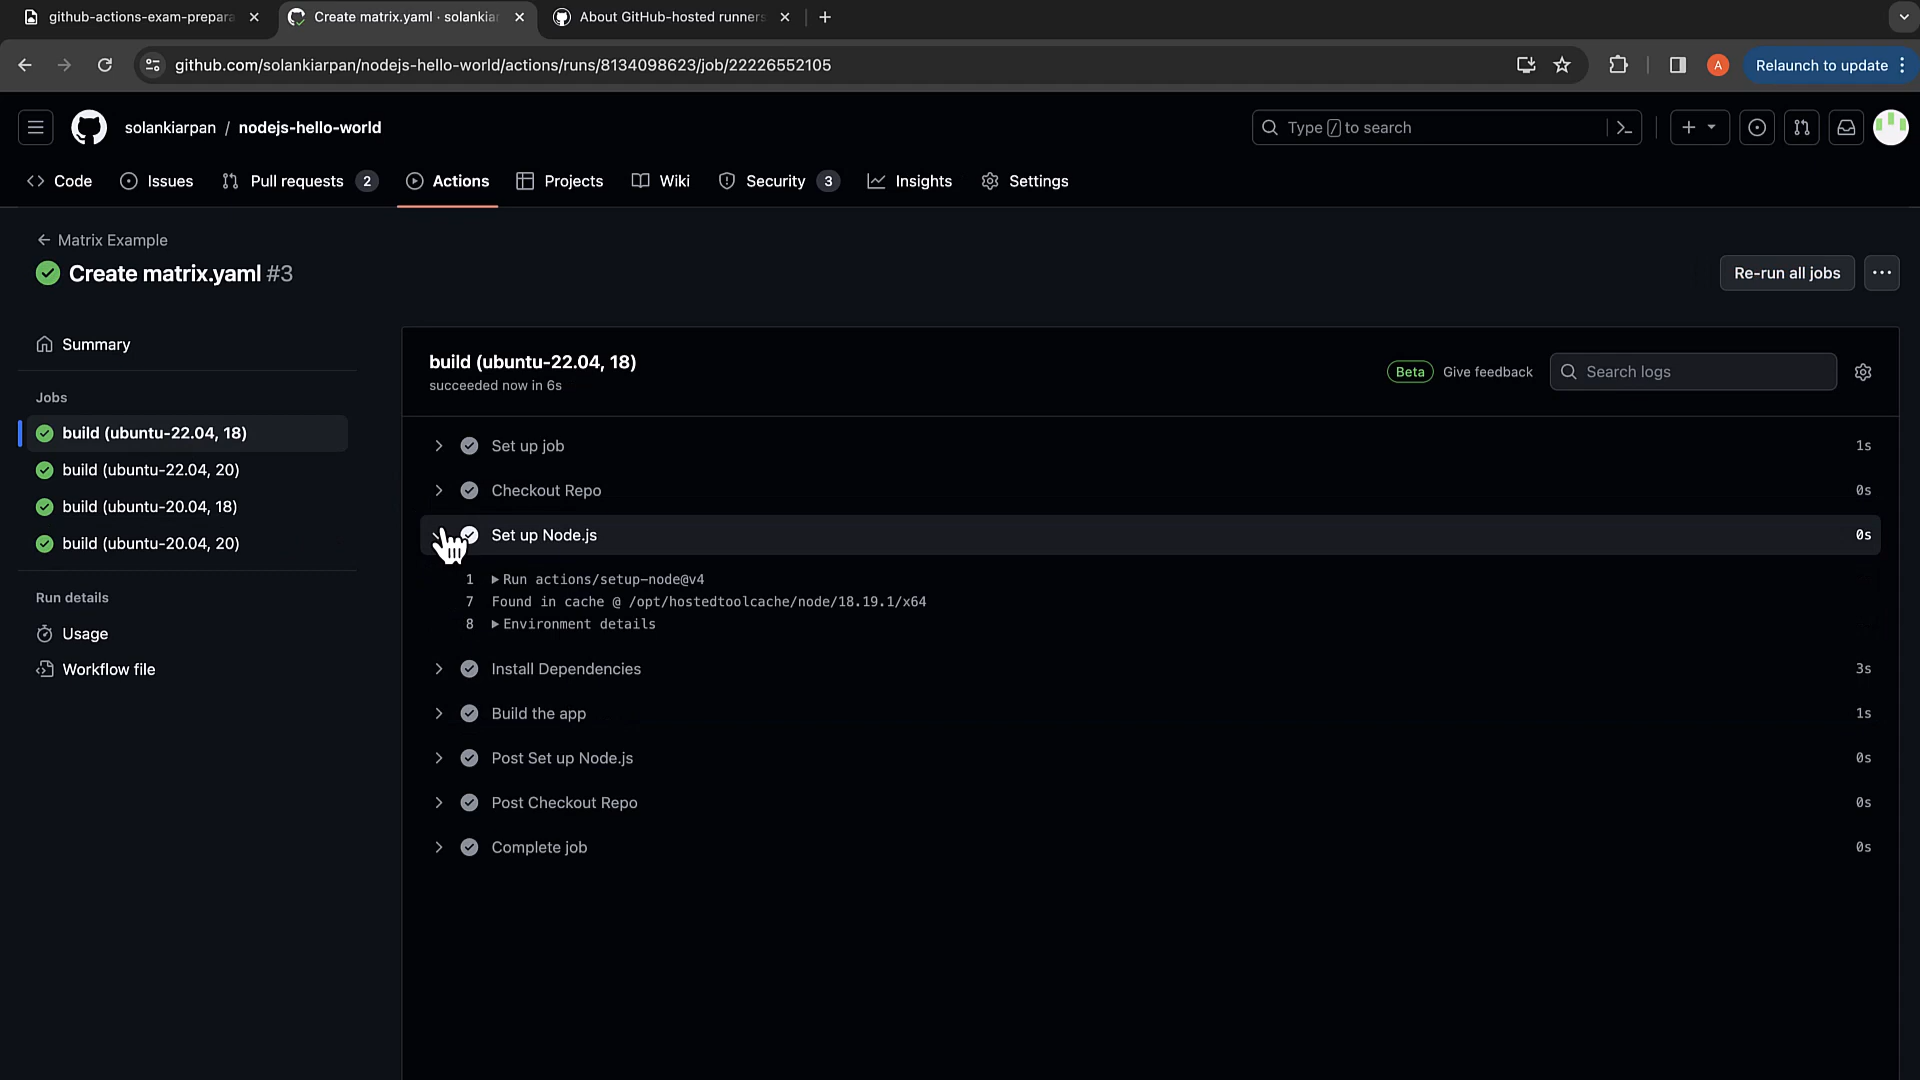 github-actions-exam-prepara
Create matrix.yaml · solankiar
About GitHub-hosted runners
github.com/solankiarpan/nodejs-hello-world/actions/runs/8134098623/job/22226552105
A
Relaunch to update
solankiarpan / nodejs-hello-world
Type / to search
Code
Issues
Pull requests 2
Actions
Projects
Wiki
Security 3
Insights
Settings
Matrix Example
Create matrix.yaml #3
Re-run all jobs
Summary
Jobs
build (ubuntu-22.04, 18)
build (ubuntu-22.04, 20)
build (ubuntu-20.04, 18)
build (ubuntu-20.04, 20)
Run details
Usage
Workflow file
build (ubuntu-22.04, 18)
succeeded now in 6s
Beta Give feedback
Search logs
Set up job 1s
Checkout Repo 0s
Set up Node.js 0s
1 ▶ Run actions/setup-node@v4
7 Found in cache @ /opt/hostedtoolcache/node/18.19.1/x64
8 ▶ Environment details
Install Dependencies 3s
Build the app 1s
Post Set up Node.js 0s
Post Checkout Repo 0s
Complete job 0s